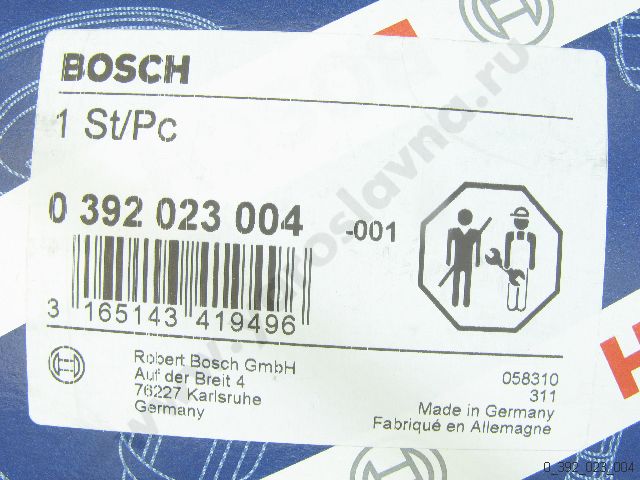 BOSCH
1 St/Pc
0 392 023 004 -001
3 165143 419496
Robert Bosch GmbH
Auf der Breit 4
76227 Karlsruhe
Germany
058310
311
Made in Germany
Fabriqué en Allemagne
0_392_023_004